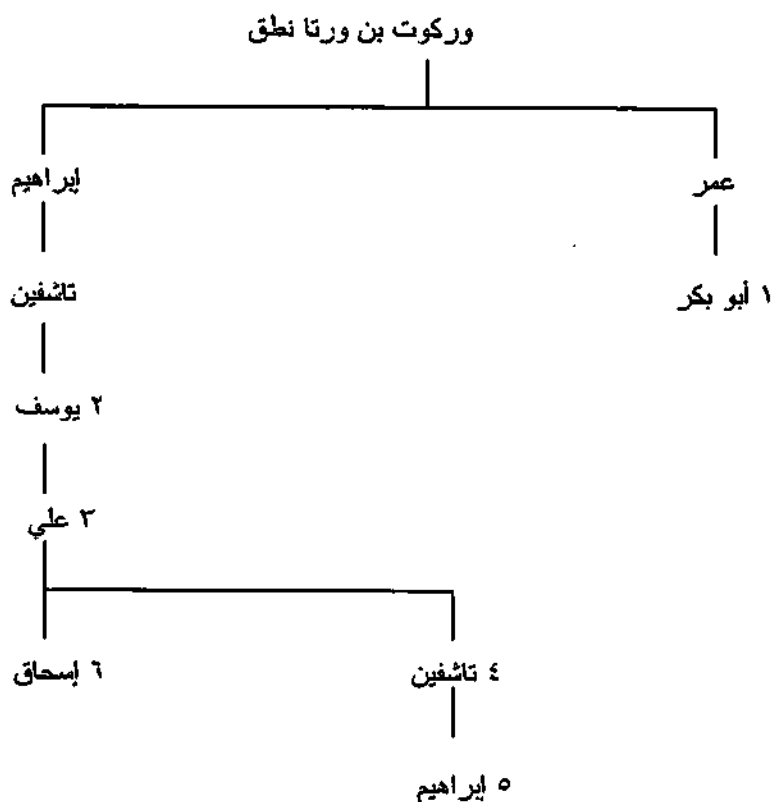 وركوت بن ورتا نطق
عمر
إبراهيم
١ أبو بكر
تاشفين
٢ يوسف
٣ علي
٤ تاشفين
٦ إسحاق
٥ إبراهيم